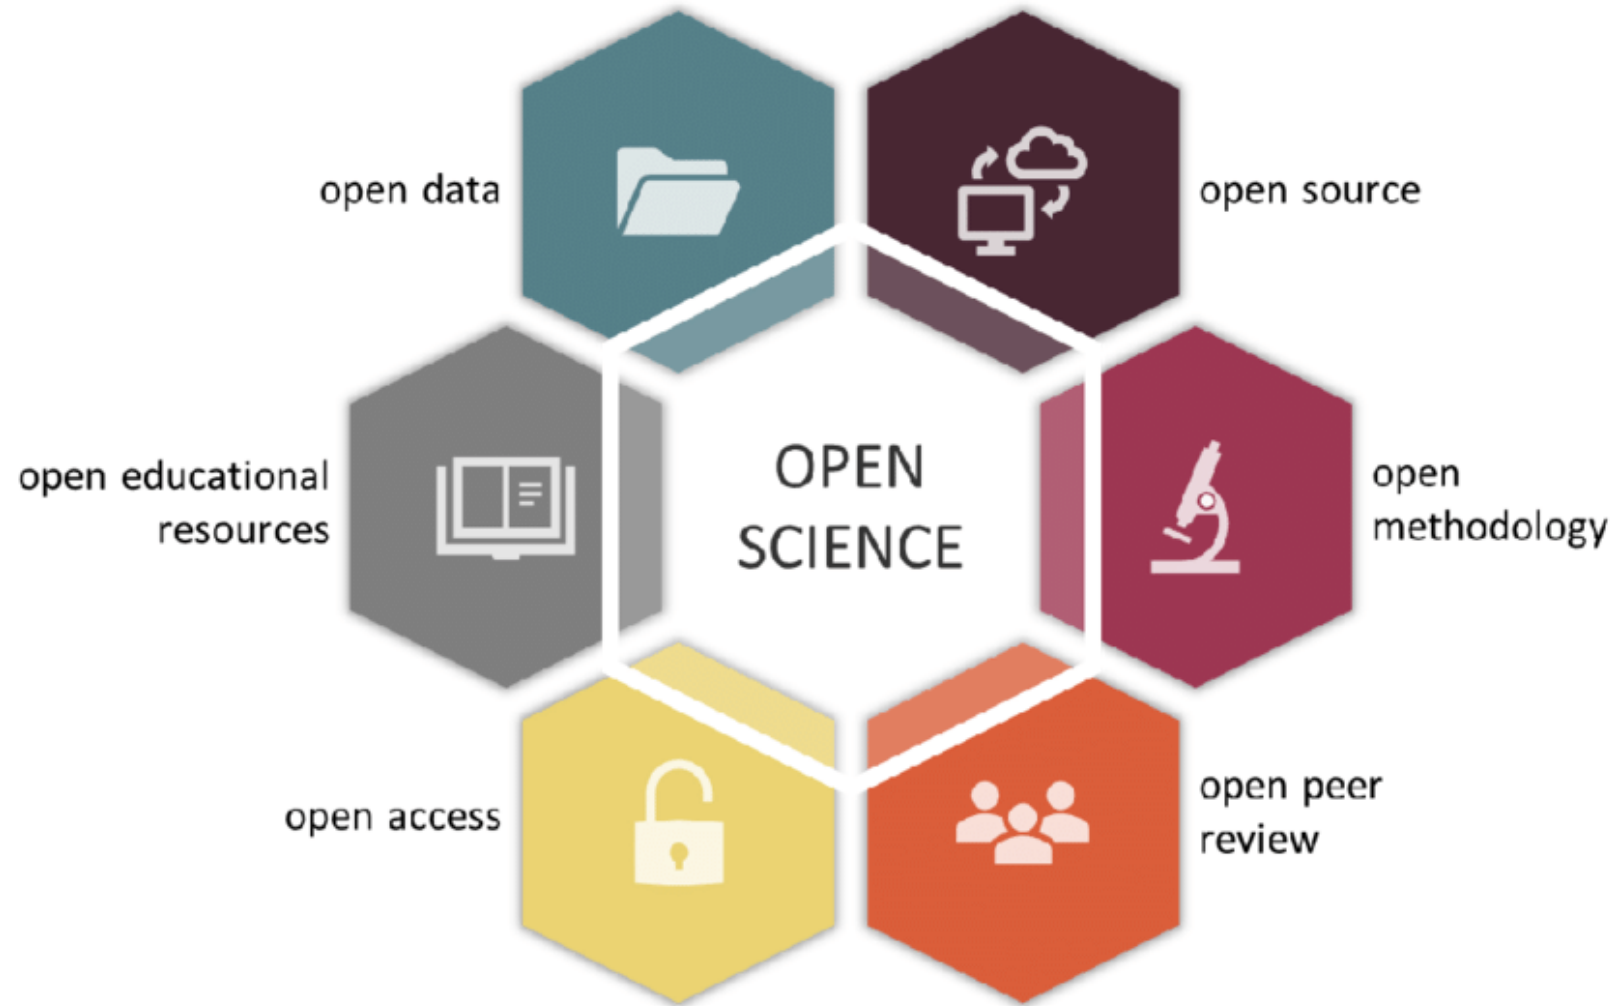 open data
open source
open educational
resources
OPEN
SCIENCE
open
methodology
open access
open peer
review